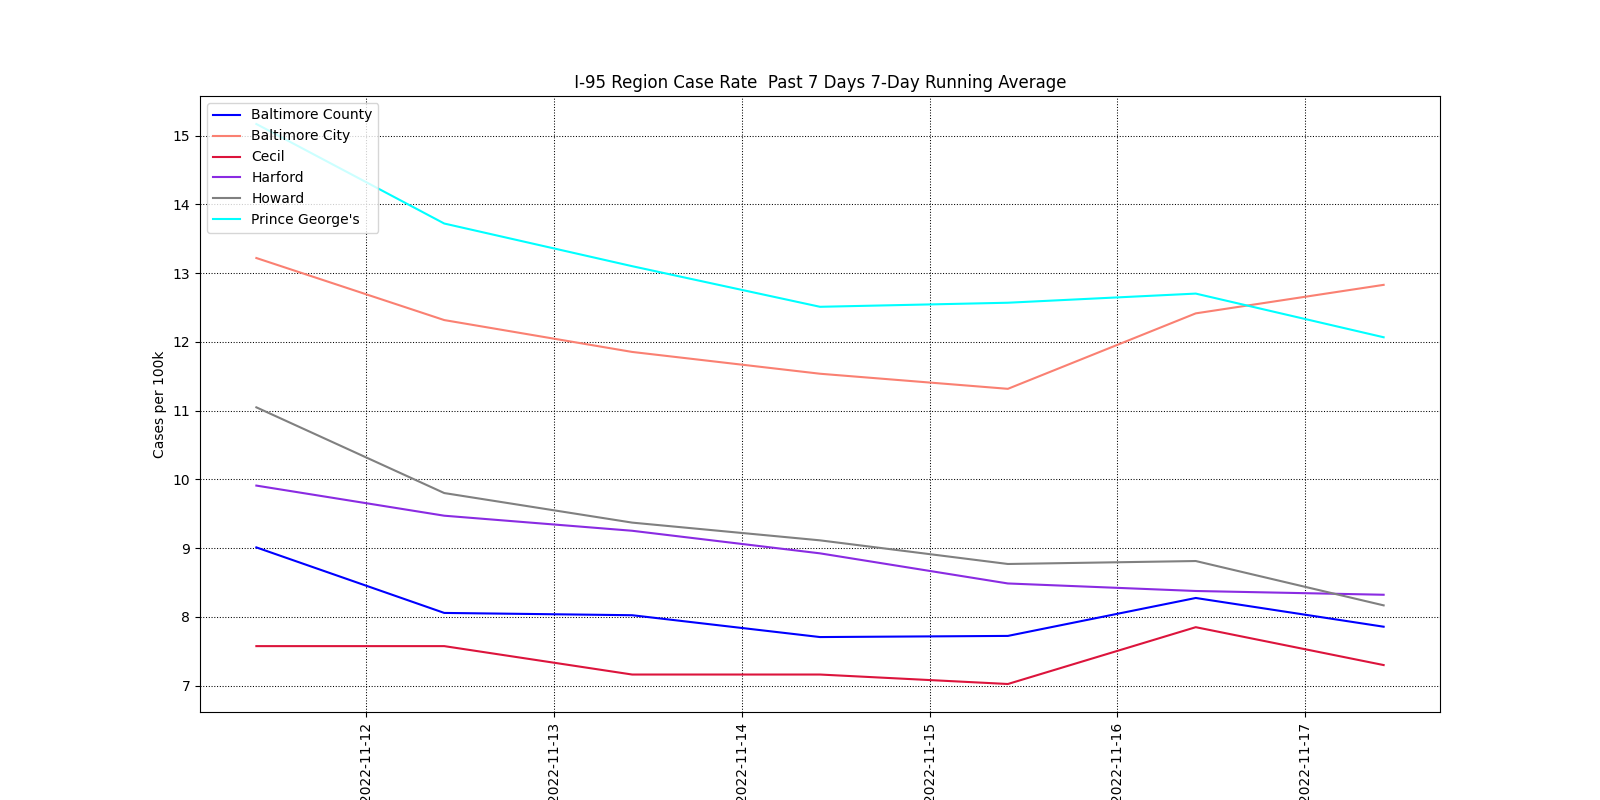 I-95 Region Case Rate  Past 7 Days 7-Day Running Average
Baltimore County
Baltimore City
Cecil
Harford
Howard
Prince George's
15
14
13
12
11
10
9
8
7
Cases per 100k
2022-11-12
2022-11-13
2022-11-14
2022-11-15
2022-11-16
2022-11-17